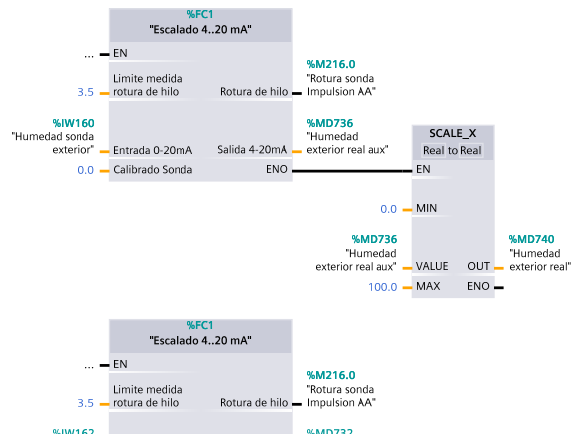 %FC1
"Escalado 4..20 mA"
... EN
%M216.0
Limite medida
"Rotura sonda
3.5 rotura de hilo Rotura de hilo Impulsion AA"
%IW160 %MD736
"Humedad sonda "Humedad
exterior" Entrada 0-20mA Salida 4-20mA exterior real aux"
0.0 Calibrado Sonda ENO
SCALE_X
Real to Real
EN
0.0 MIN
%MD736 %MD740
"Humedad "Humedad
exterior real aux" VALUE OUT exterior real"
100.0 MAX ENO
%FC1
"Escalado 4..20 mA"
... EN
%M216.0
Limite medida
"Rotura sonda
3.5 rotura de hilo Rotura de hilo Impulsion AA"
%IW162 %MD732